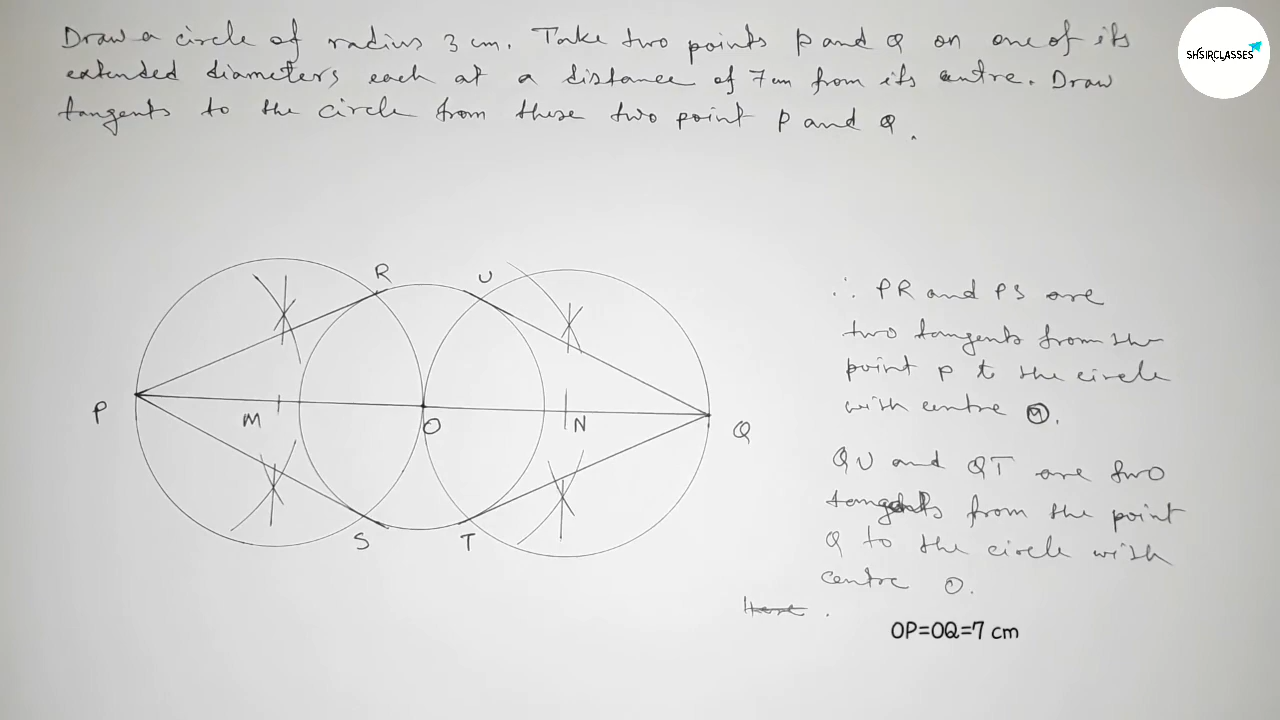 Draw a circle of radius 3 cm. Take two points P and Q on one of its
extended diameters each at a distance of 7 cm from its centre. Draw
tangents to the circle from these two point P and Q.
SHSIRCLASSES
R
U
P
M
O
N
Q
S
T
∴ PR and PS are
two tangents from the
point P to the circle
with centre O.
QU and QT are two
tangents from the point
Q to the circle with
centre O.
Here .
OP=OQ=7 cm